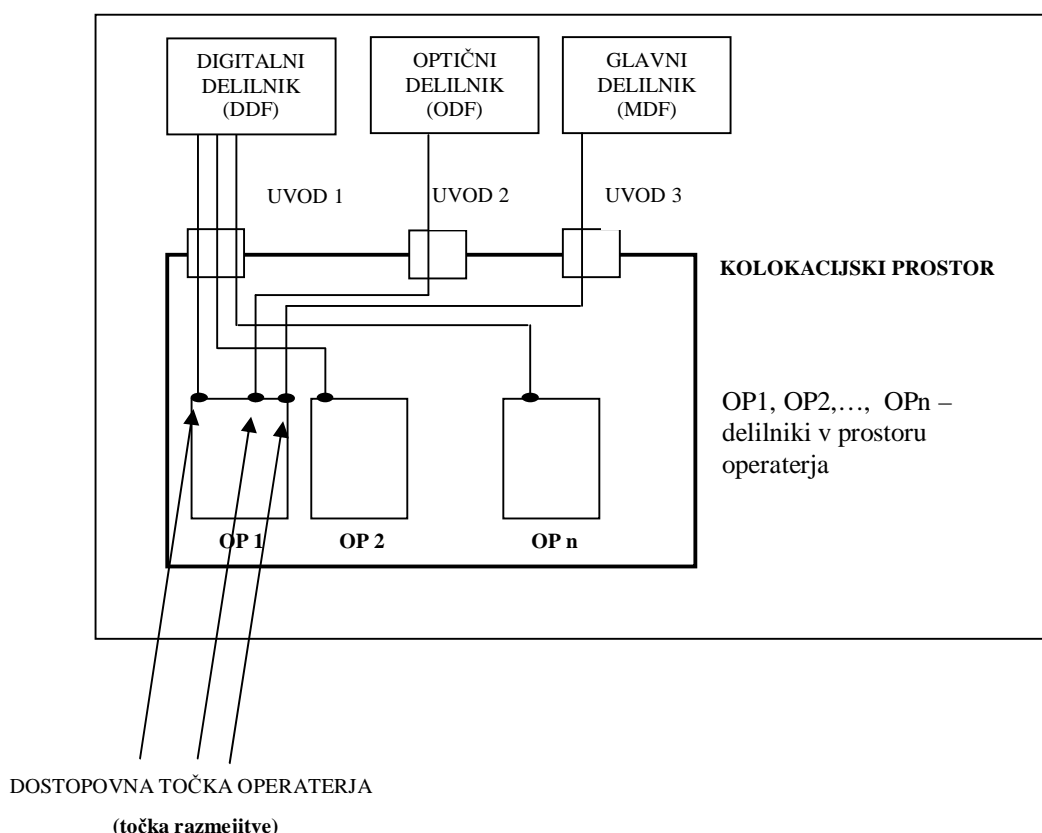 DIGITALNI
DELILNIK
(DDF)
OPTIČNI
DELILNIK
(ODF)
GLAVNI
DELILNIK
(MDF)
UVOD 1
UVOD 2
UVOD 3
KOLOKACIJSKI PROSTOR
OP1, OP2,…, OPn –
delilniki v prostoru
operaterja
OP 1
OP 2
OP n
DOSTOPOVNA TOČKA OPERATERJA
(točka razmejitve)